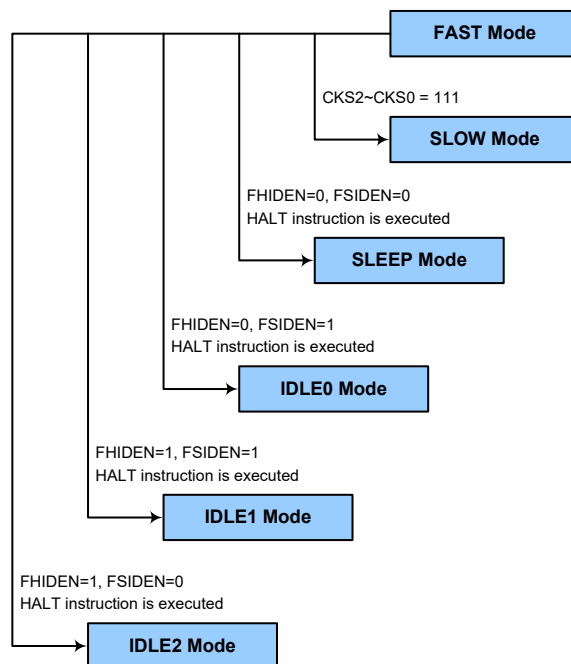 FAST Mode
CKS2~CKS0 = 111
SLOW Mode
FHIDEN=0, FSIDEN=0
HALT instruction is executed
SLEEP Mode
FHIDEN=0, FSIDEN=1
HALT instruction is executed
IDLE0 Mode
FHIDEN=1, FSIDEN=1
HALT instruction is executed
IDLE1 Mode
FHIDEN=1, FSIDEN=0
HALT instruction is executed
IDLE2 Mode